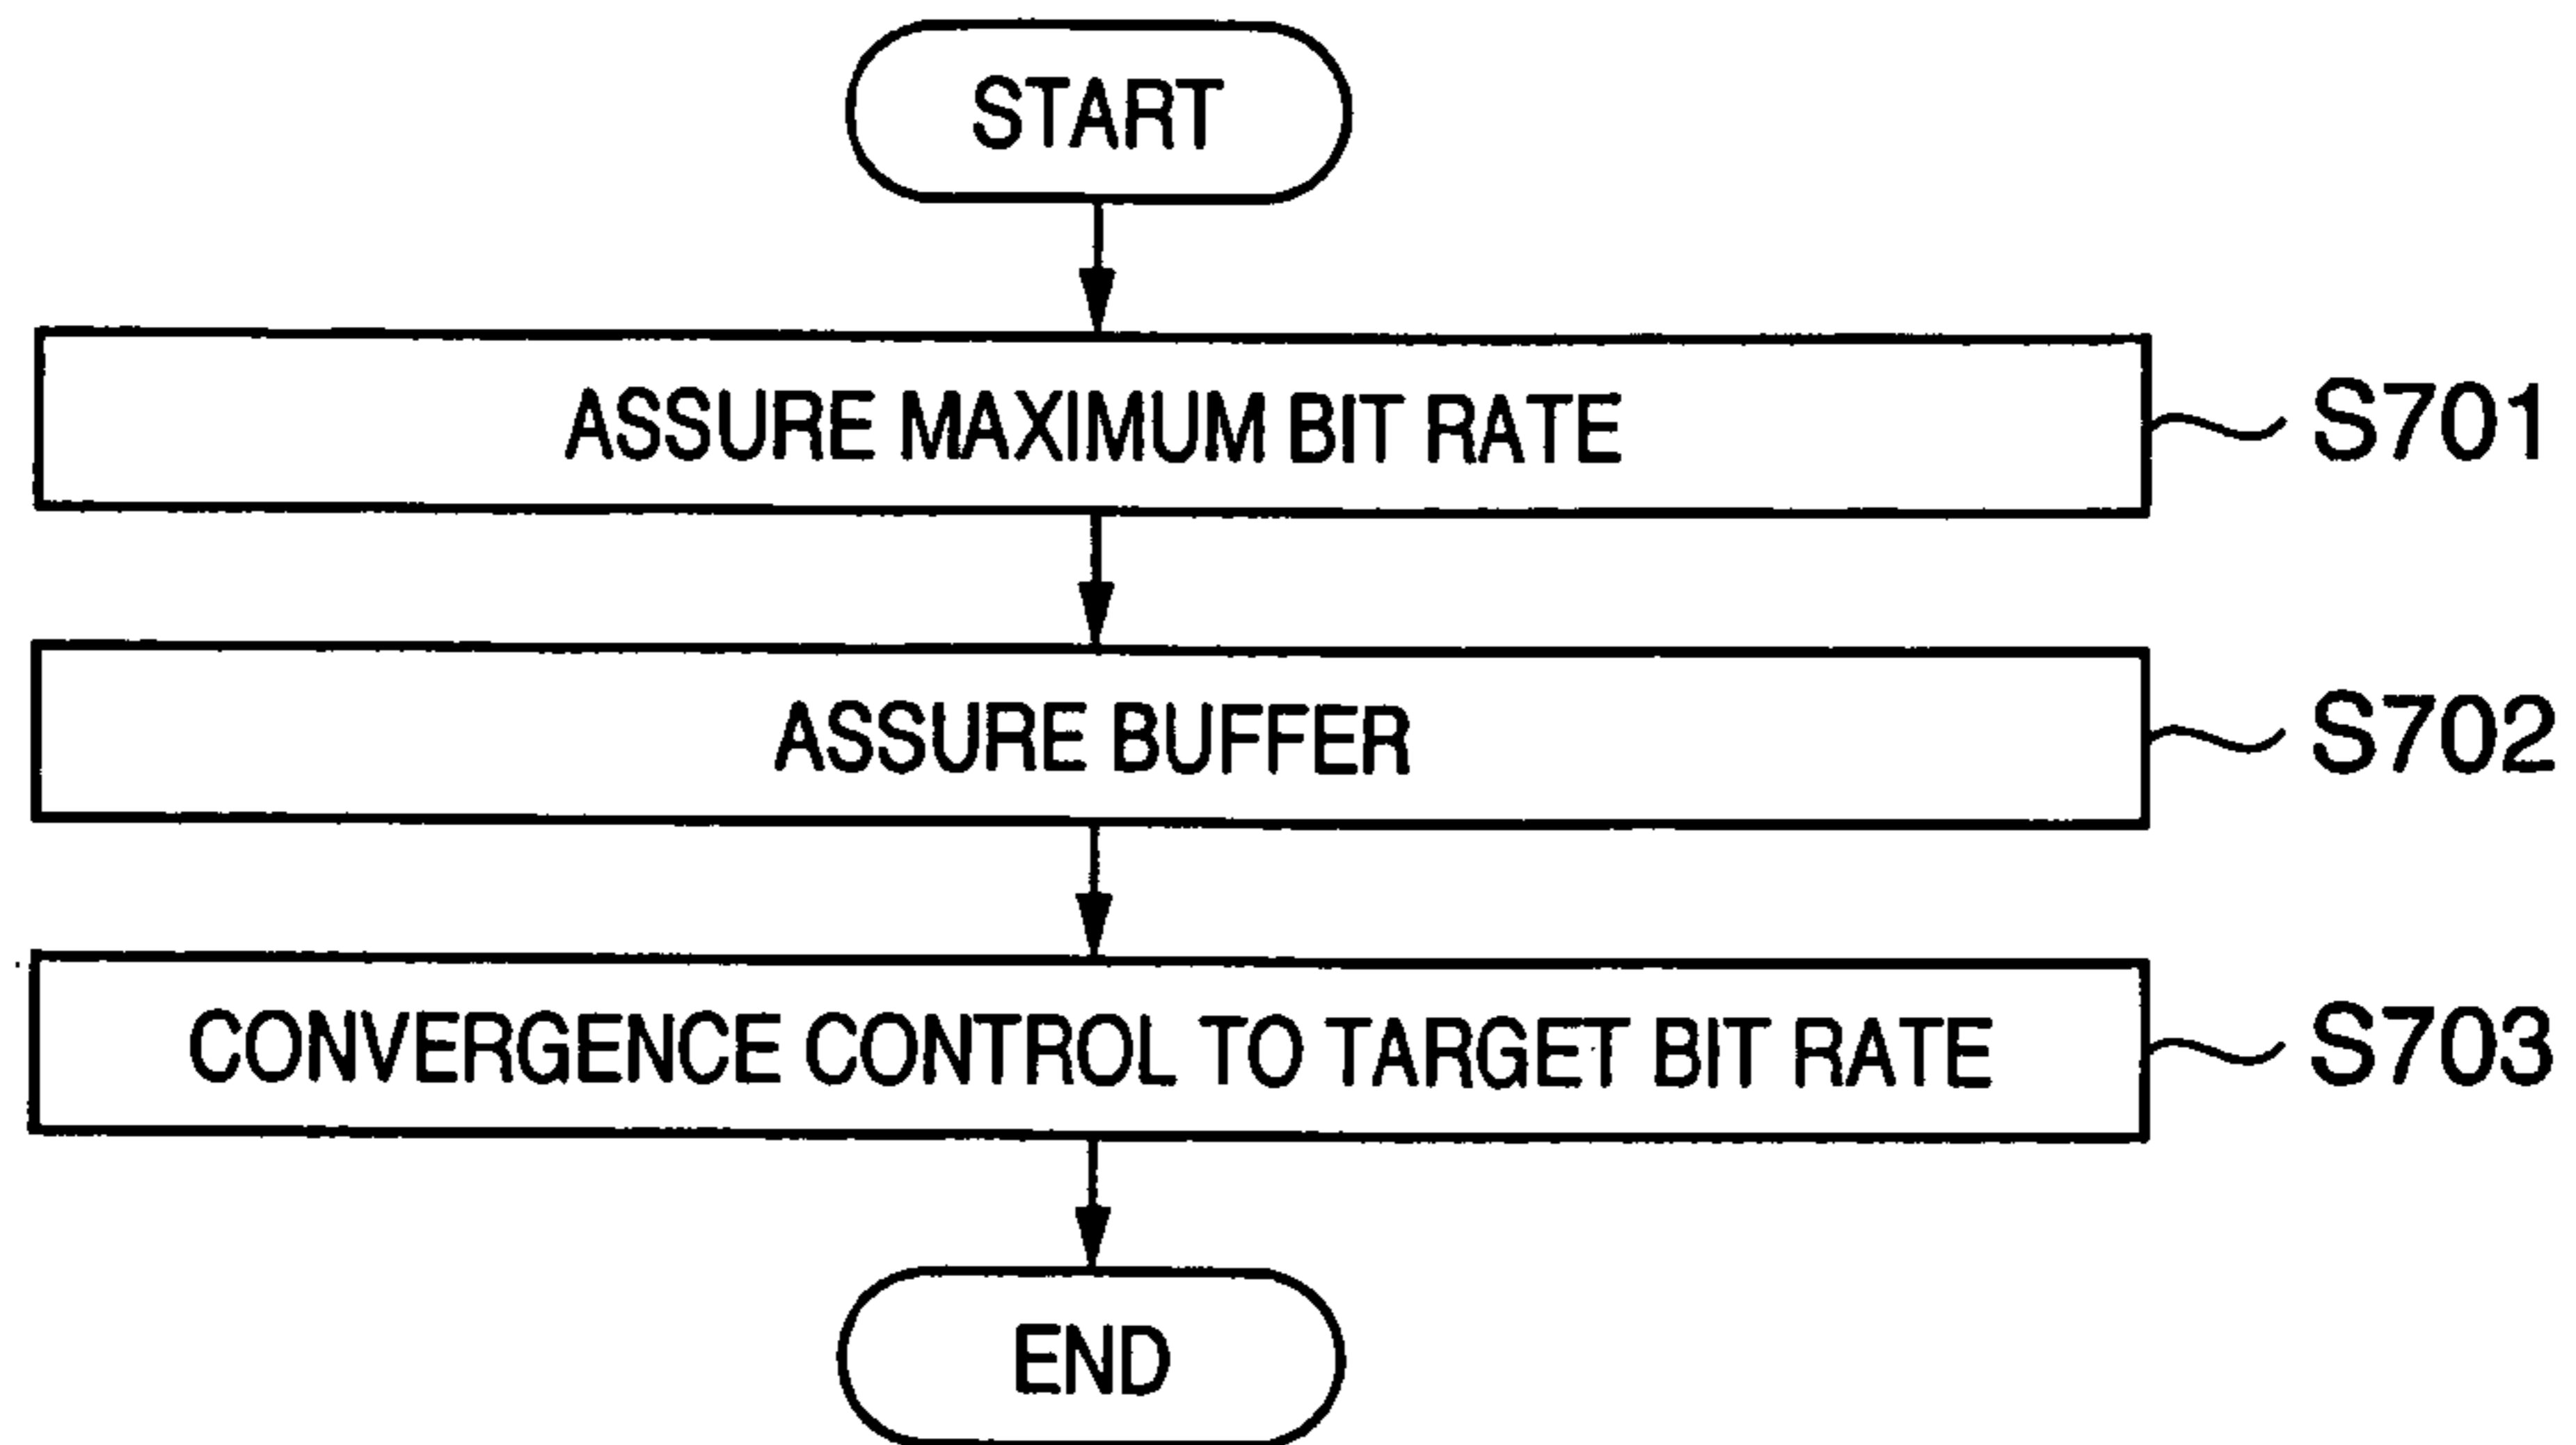 START
ASSURE MAXIMUM BIT RATE
S701
ASSURE BUFFER
S702
CONVERGENCE CONTROL TO TARGET BIT RATE
S703
END